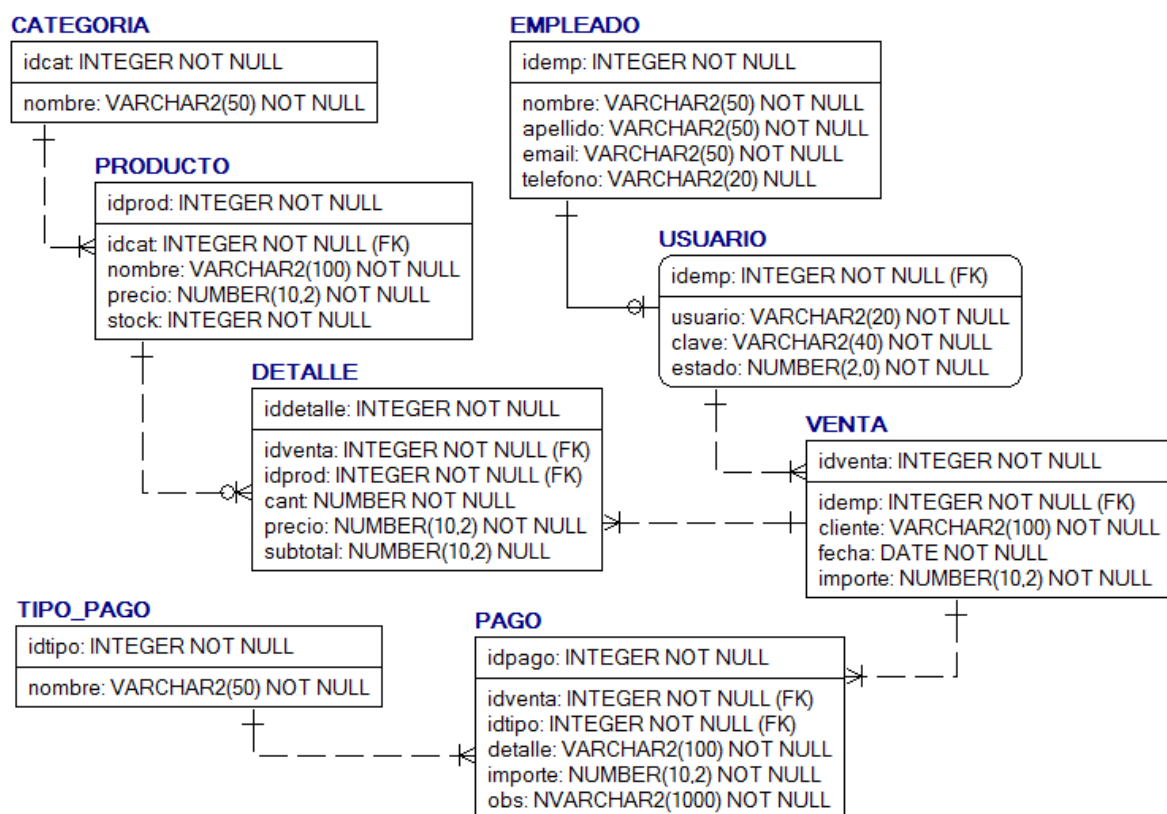 CATEGORIA
idcat: INTEGER NOT NULL
nombre: VARCHAR2(50) NOT NULL
EMPLEADO
idemp: INTEGER NOT NULL
nombre: VARCHAR2(50) NOT NULL
apellido: VARCHAR2(50) NOT NULL
email: VARCHAR2(50) NOT NULL
telefono: VARCHAR2(20) NULL
PRODUCTO
idprod: INTEGER NOT NULL
idcat: INTEGER NOT NULL (FK)
nombre: VARCHAR2(100) NOT NULL
precio: NUMBER(10,2) NOT NULL
stock: INTEGER NOT NULL
USUARIO
idemp: INTEGER NOT NULL (FK)
usuario: VARCHAR2(20) NOT NULL
clave: VARCHAR2(40) NOT NULL
estado: NUMBER(2,0) NOT NULL
DETALLE
iddetalle: INTEGER NOT NULL
idventa: INTEGER NOT NULL (FK)
idprod: INTEGER NOT NULL (FK)
cant: NUMBER NOT NULL
precio: NUMBER(10,2) NOT NULL
subtotal: NUMBER(10,2) NULL
VENTA
idventa: INTEGER NOT NULL
idemp: INTEGER NOT NULL (FK)
cliente: VARCHAR2(100) NOT NULL
fecha: DATE NOT NULL
importe: NUMBER(10,2) NOT NULL
TIPO_PAGO
idtipo: INTEGER NOT NULL
nombre: VARCHAR2(50) NOT NULL
PAGO
idpago: INTEGER NOT NULL
idventa: INTEGER NOT NULL (FK)
idtipo: INTEGER NOT NULL (FK)
detalle: VARCHAR2(100) NOT NULL
importe: NUMBER(10,2) NOT NULL
obs: NVARCHAR2(1000) NOT NULL